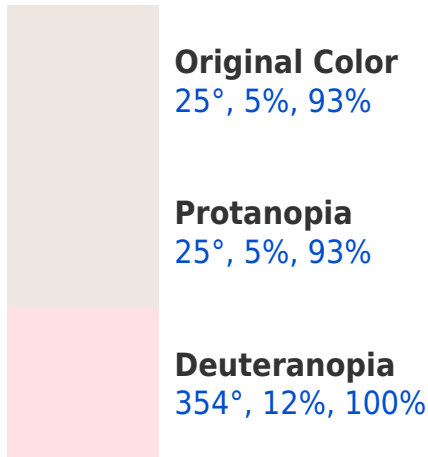 Original Color
25°, 5%, 93%
Protanopia
25°, 5%, 93%
Deuteranopia
354°, 12%, 100%